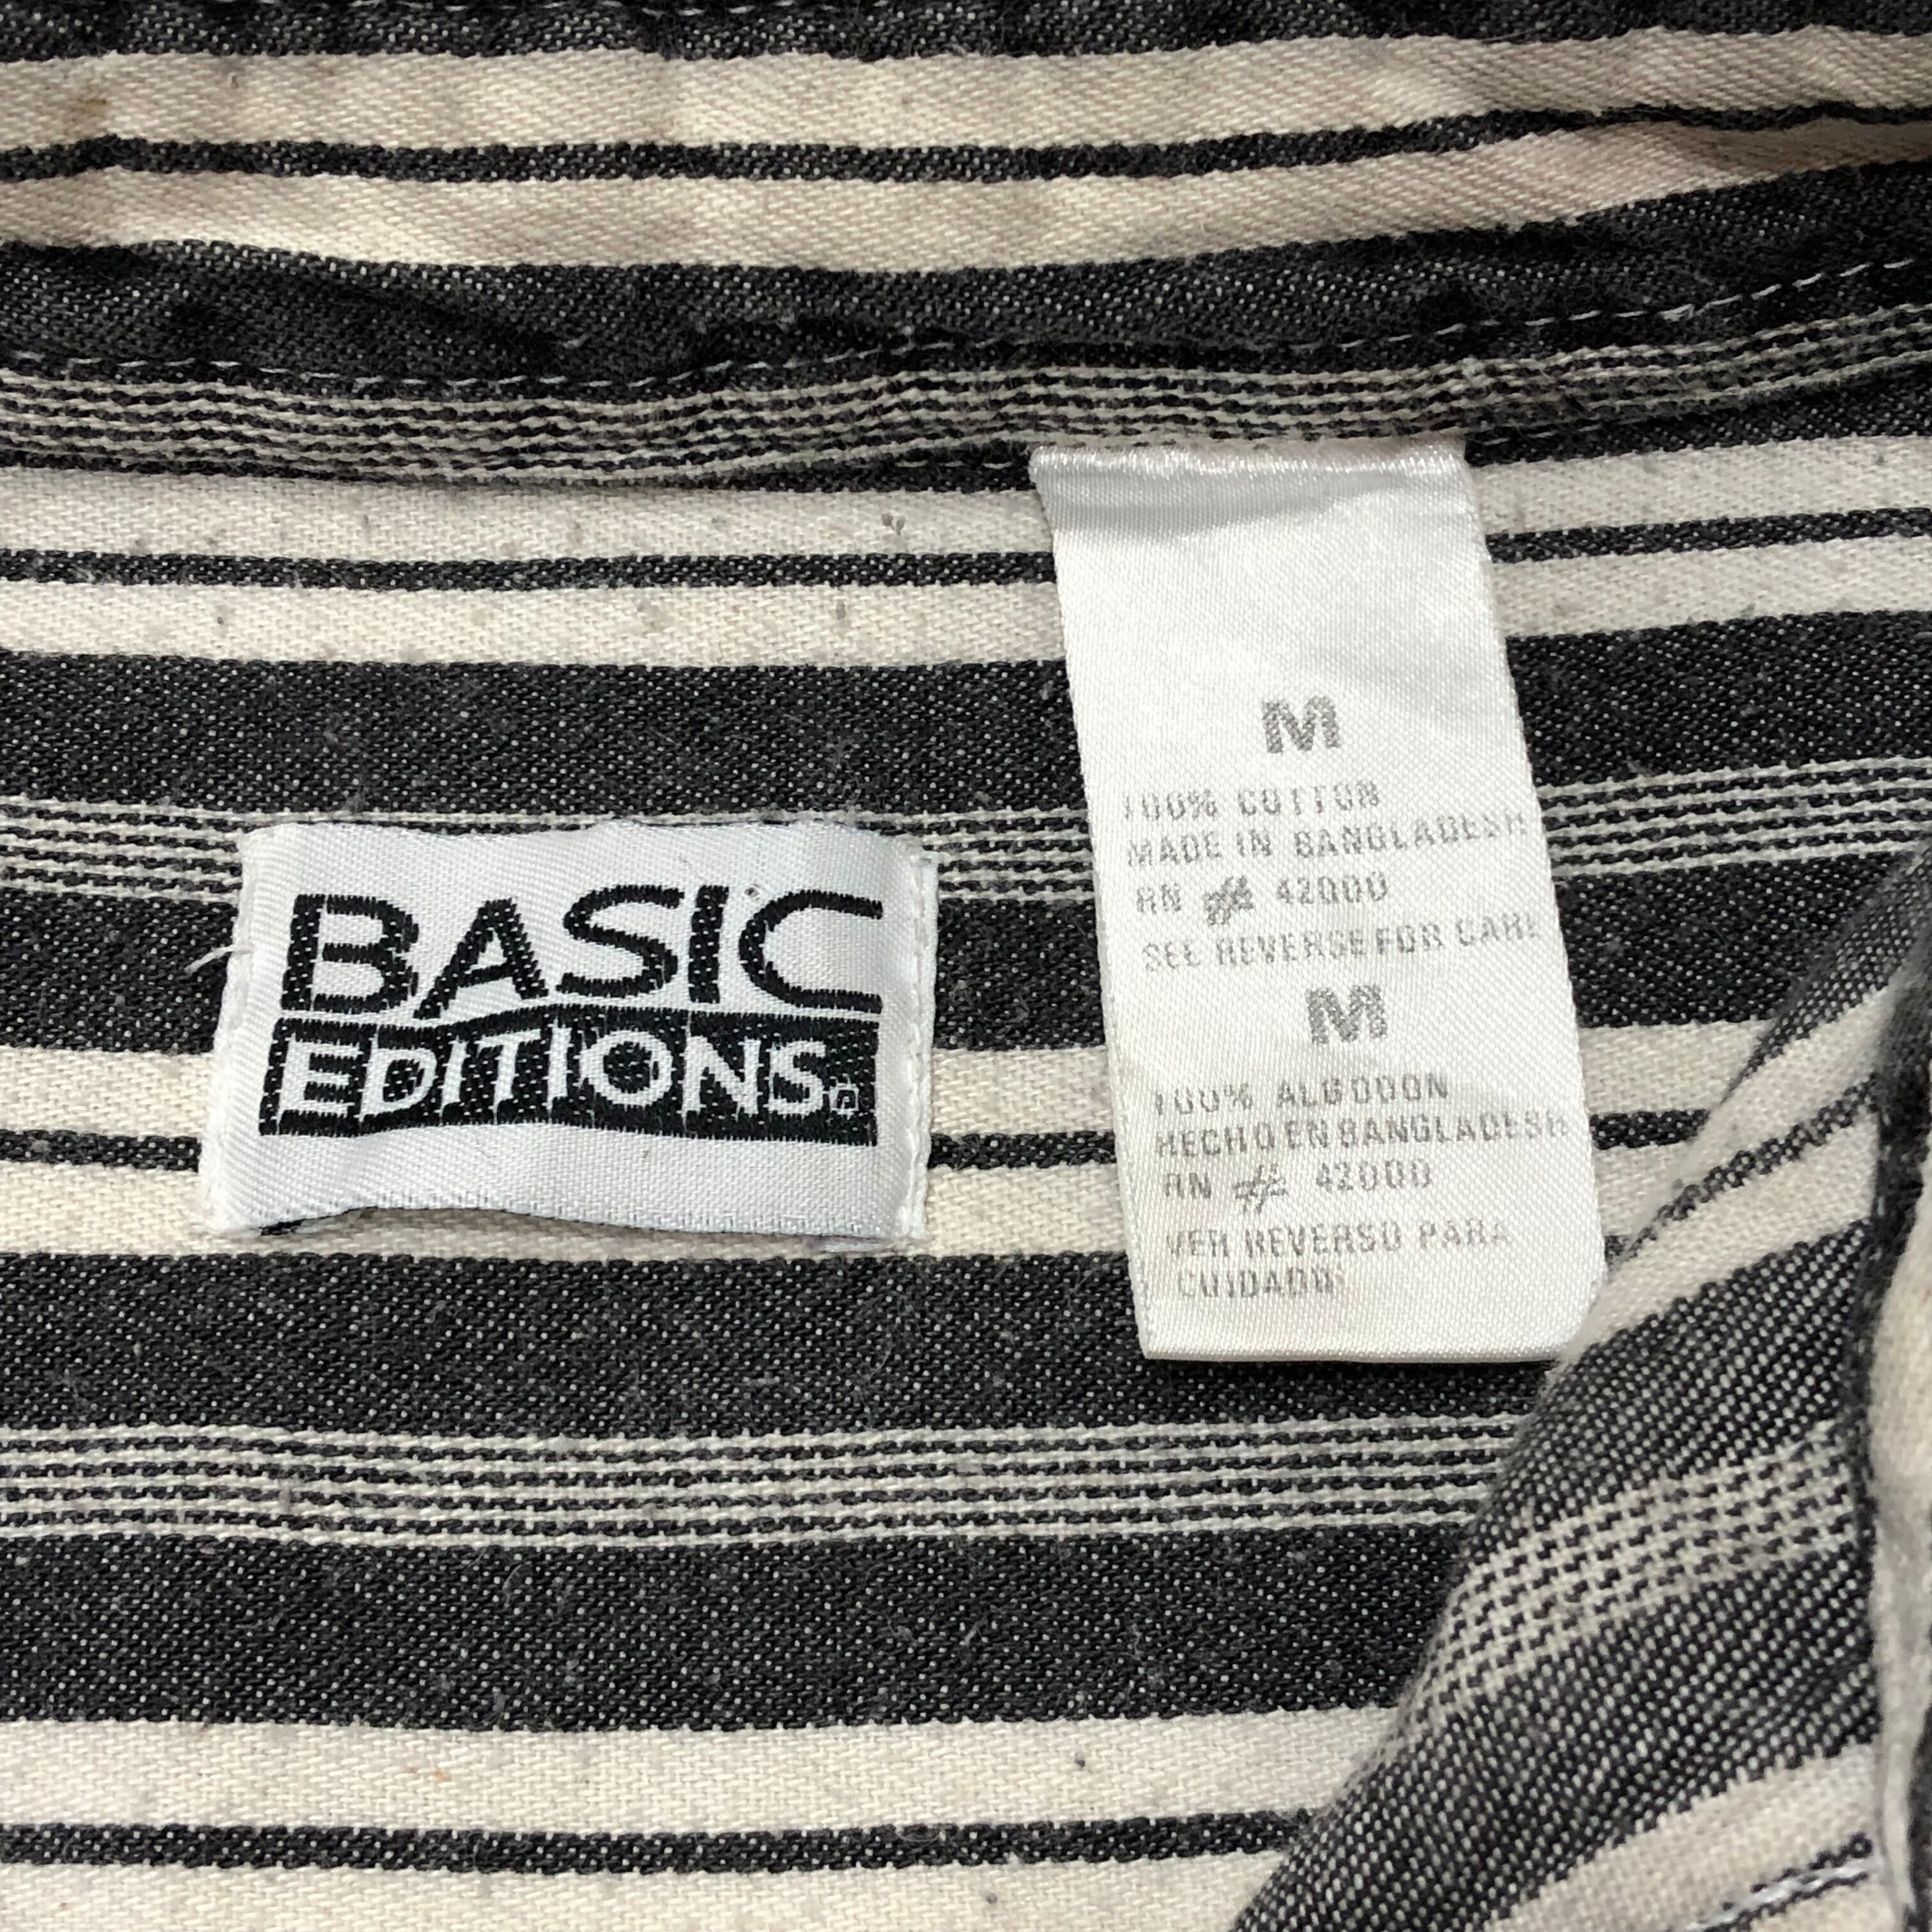 BASIC
EDITIONS®
M
100% COTTON
MADE IN BANGLADESH
RN # 42000
SEE REVERSE FOR CARE
M
100% ALGODON
HECHO EN BANGLADESH
RN # 42000
VER REVERSO PARA
CUIDADO